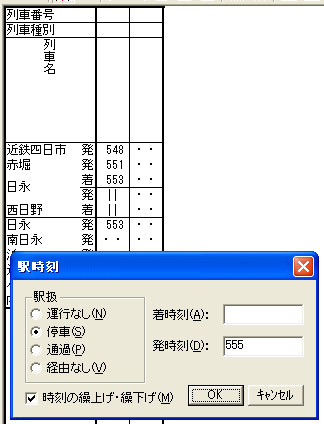 列車番号
列車種別
列
車
名
近鉄四日市 発 548 ・・
赤堀 発 551 ・・
日永 着 553 ・・
発 || ・・
西日野 着 || ・・
日永 発 553 ・・
南日永 発 ・・ ・・
駅時刻
駅扱
運行なし(N)
停車(S)
通過(P)
経由なし(V)
着時刻(A):
発時刻(D): 555
時刻の繰上げ・繰下げ(M)
OK キャンセル